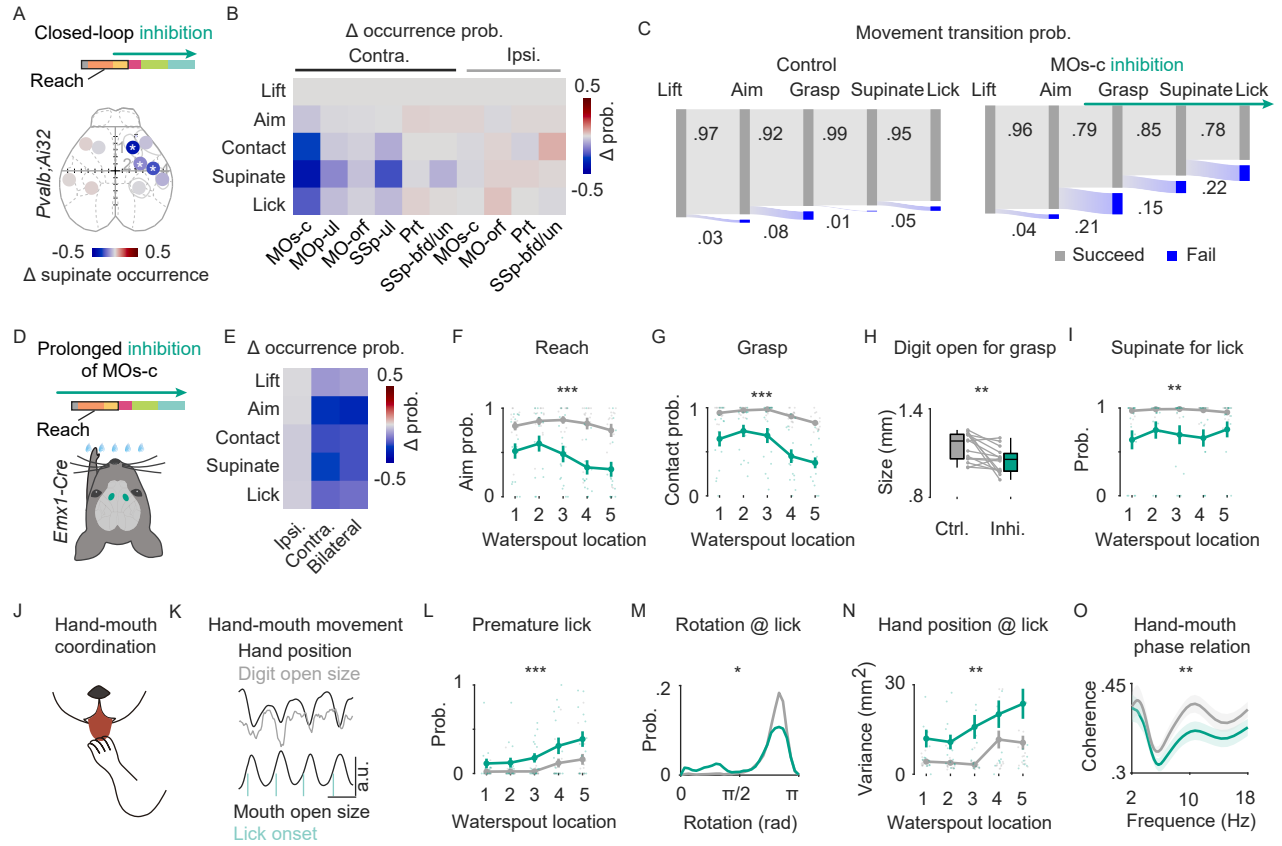 A
Closed-loop inhibition
Reach
Pvalb;Ai32
-0.5 0.5
Δ supinate occurrence
B
Δ occurrence prob.
Contra. Ipsi.
Lift
Aim
Contact
Supinate
Lick
MOs-c MOp-ul MO-orf SSp-ul Prt SSp-bfd/un MOs-c MO-orf Prt SSp-bfd/un
0.5
Δ prob.
-0.5
C
Movement transition prob.
Control
Lift Aim Grasp Supinate Lick
.97 .92 .99 .95
.03 .08 .01 .05
MOs-c inhibition
Lift Aim Grasp Supinate Lick
.96 .79 .85 .78
.04 .21 .15 .22
Succeed Fail
D
Prolonged inhibition
of MOs-c
Reach
Emx1-Cre
E
Δ occurrence prob.
Lift
Aim
Contact
Supinate
Lick
Ipsi. Contra. Bilateral
0.5
Δ prob.
-0.5
F
Reach
***
Aim prob.
1
0
1 2 3 4 5
Waterspout location
G
Grasp
***
Contact prob.
1
0
1 2 3 4 5
Waterspout location
H
Digit open for grasp
**
Size (mm)
1.4
.8
Ctrl. Inhi.
I
Supinate for lick
**
Prob.
1
0
1 2 3 4 5
Waterspout location
J
Hand-mouth
coordination
K
Hand-mouth movement
Hand position
Digit open size
a.u.
Mouth open size
Lick onset
L
Premature lick
***
Prob.
1
0
1 2 3 4 5
Waterspout location
M
Rotation @ lick
*
Prob.
.2
0
0 π/2 π
Rotation (rad)
N
Hand position @ lick
**
Variance (mm²)
30
0
1 2 3 4 5
Waterspout location
O
Hand-mouth
phase relation
**
Coherence
.45
.3
2 10 18
Frequency (Hz)